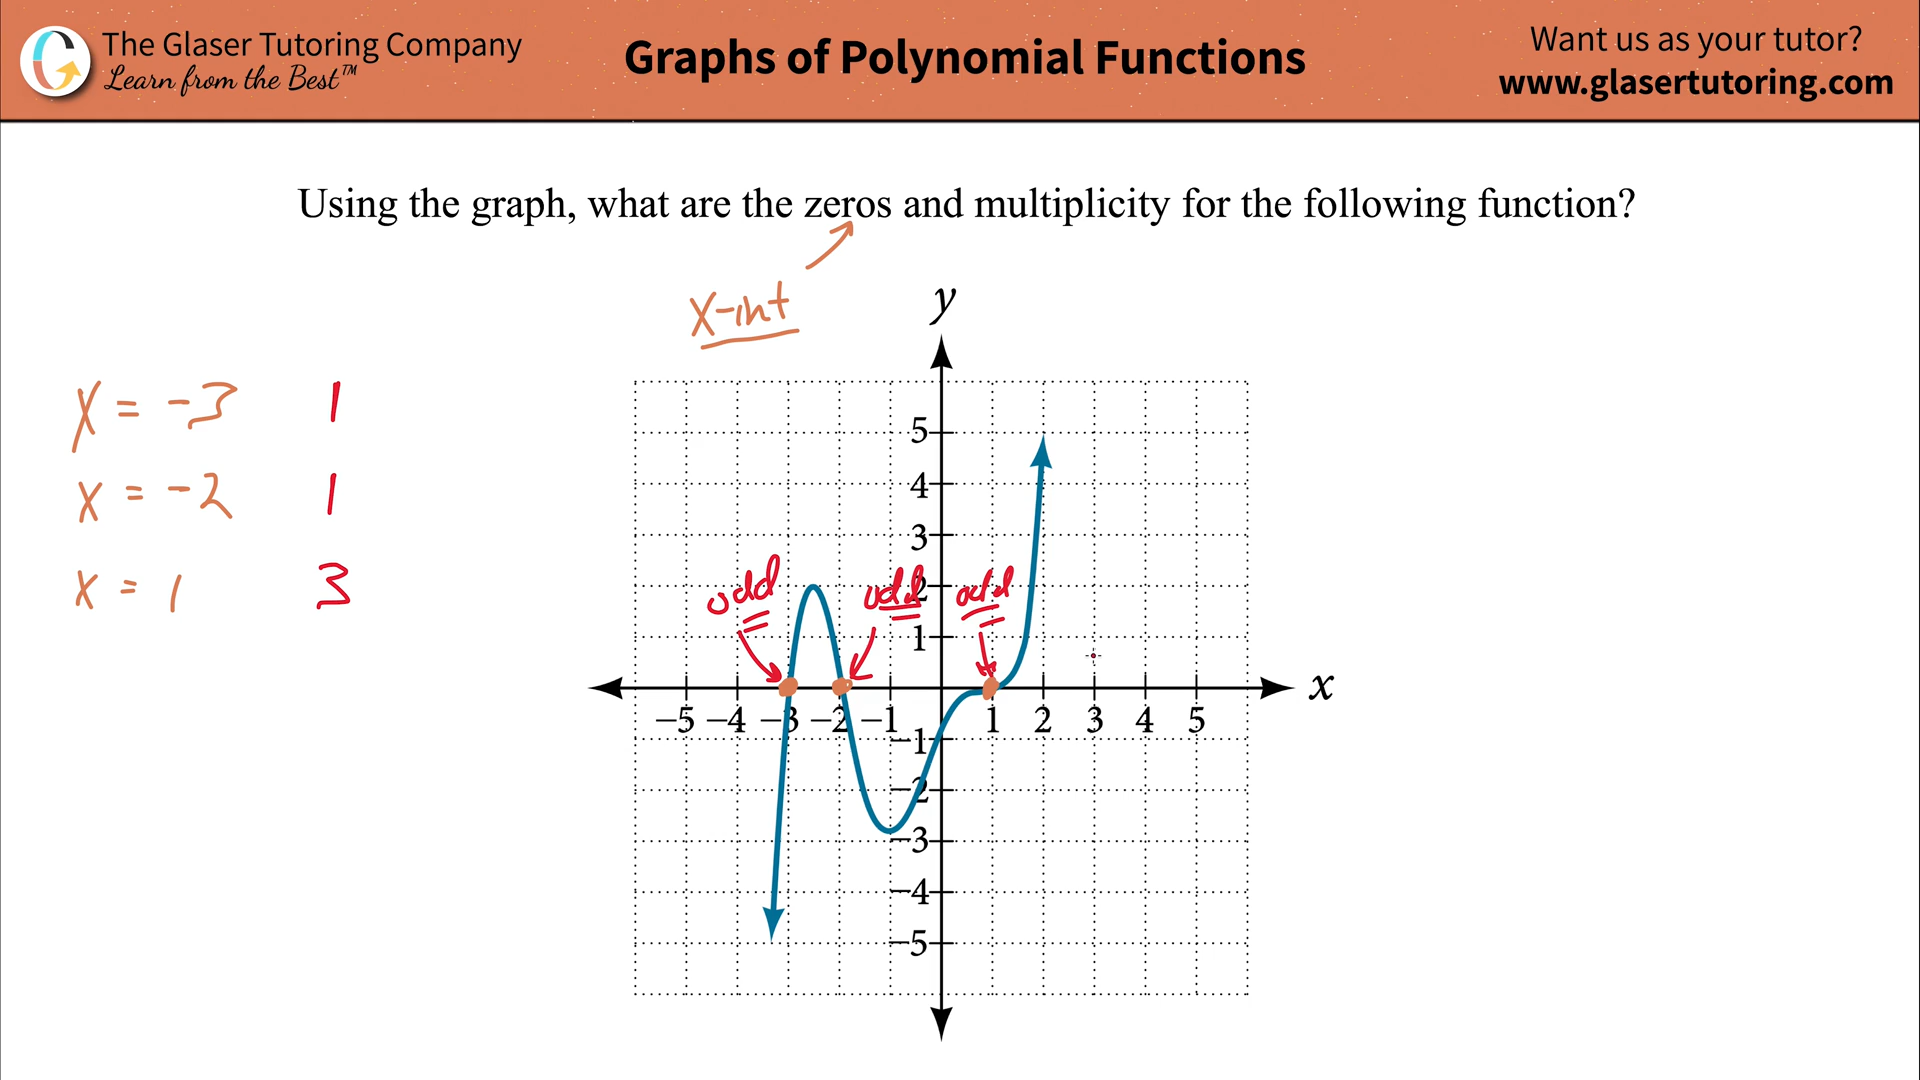 The Glaser Tutoring Company
Learn from the Best™
Graphs of Polynomial Functions
Want us as your tutor?
www.glasertutoring.com
Using the graph, what are the zeros and multiplicity for the following function?
x-int
y
x = -3 1
x = -2 1
x = 1 3
5
4
3
2
1
odd odd odd
x
−5 −4 −3 −2 −1 1 2 3 4 5
−1
−2
−3
−4
−5